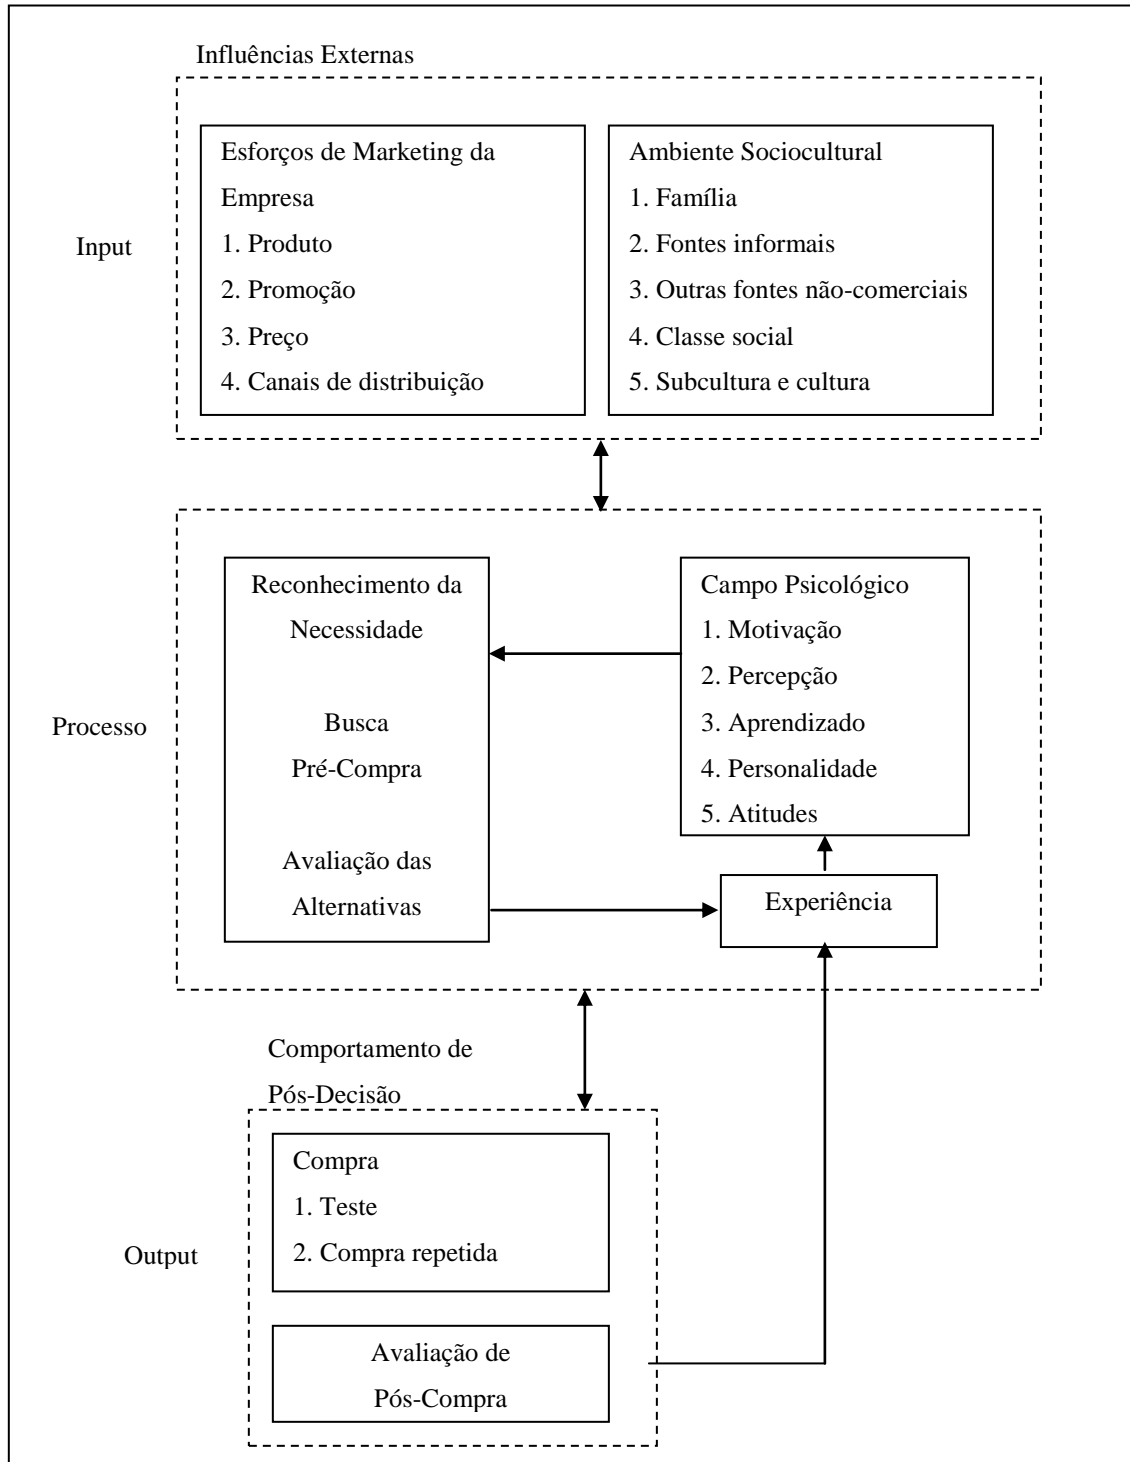 Influências Externas
Esforços de Marketing da
Empresa
1. Produto
2. Promoção
3. Preço
4. Canais de distribuição
Ambiente Sociocultural
1. Família
2. Fontes informais
3. Outras fontes não-comerciais
4. Classe social
5. Subcultura e cultura
Input
Reconhecimento da
Necessidade
Busca
Pré-Compra
Avaliação das
Alternativas
Campo Psicológico
1. Motivação
2. Percepção
3. Aprendizado
4. Personalidade
5. Atitudes
Experiência
Processo
Comportamento de
Pós-Decisão
Compra
1. Teste
2. Compra repetida
Output
Avaliação de
Pós-Compra